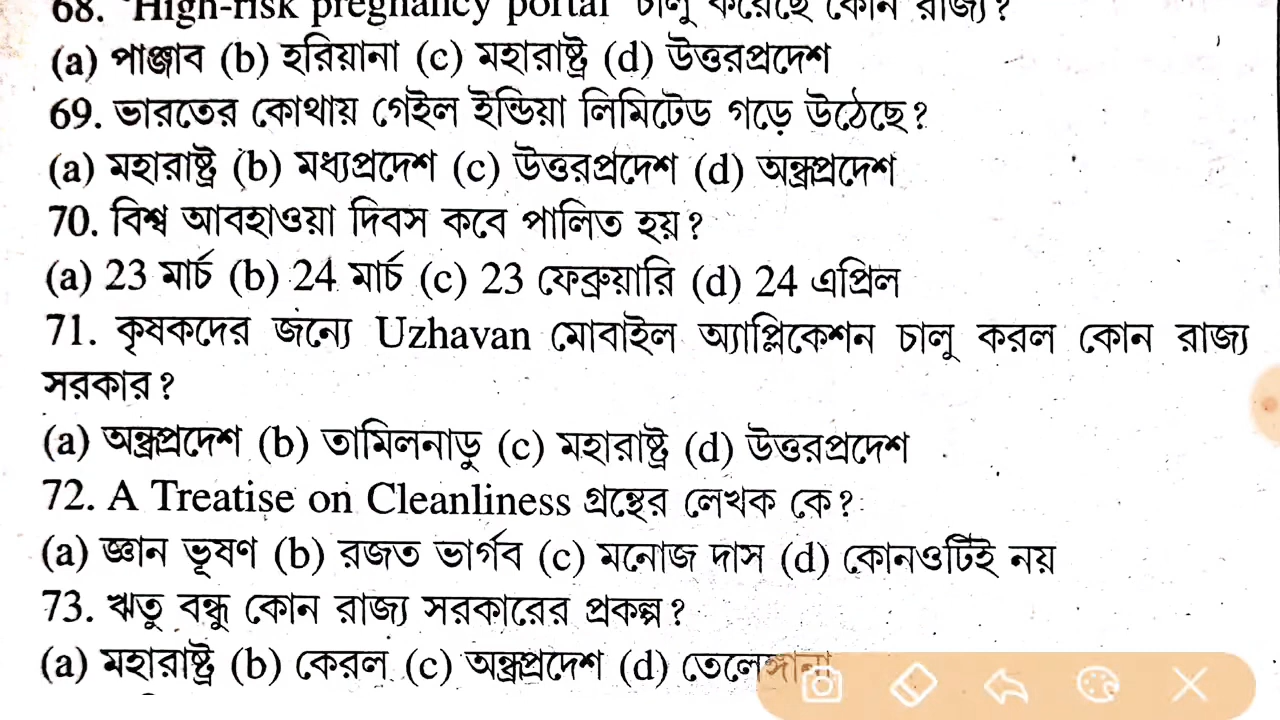 68. 'High-risk pregnancy portal' চালু করেছে কোন রাজ্য?
(a) পাঞ্জাব (b) হরিয়ানা (c) মহারাষ্ট্র (d) উত্তরপ্রদেশ
69. ভারতের কোথায় গেইল ইন্ডিয়া লিমিটেড গড়ে উঠেছে?
(a) মহারাষ্ট্র (b) মধ্যপ্রদেশ (c) উত্তরপ্রদেশ (d) অন্ধ্রপ্রদেশ
70. বিশ্ব আবহাওয়া দিবস কবে পালিত হয়?
(a) 23 মার্চ (b) 24 মার্চ (c) 23 ফেব্রুয়ারি (d) 24 এপ্রিল
71. কৃষকদের জন্যে Uzhavan মোবাইল অ্যাপ্লিকেশন চালু করল কোন রাজ্য
সরকার?
(a) অন্ধ্রপ্রদেশ (b) তামিলনাড়ু (c) মহারাষ্ট্র (d) উত্তরপ্রদেশ
72. A Treatise on Cleanliness গ্রন্থের লেখক কে?
(a) জ্ঞান ভূষণ (b) রজত ভার্গব (c) মনোজ দাস (d) কোনওটিই নয়
73. ঋতু বন্ধু কোন রাজ্য সরকারের প্রকল্প?
(a) মহারাষ্ট্র (b) কেরল (c) অন্ধ্রপ্রদেশ (d) তেলেঙ্গানা